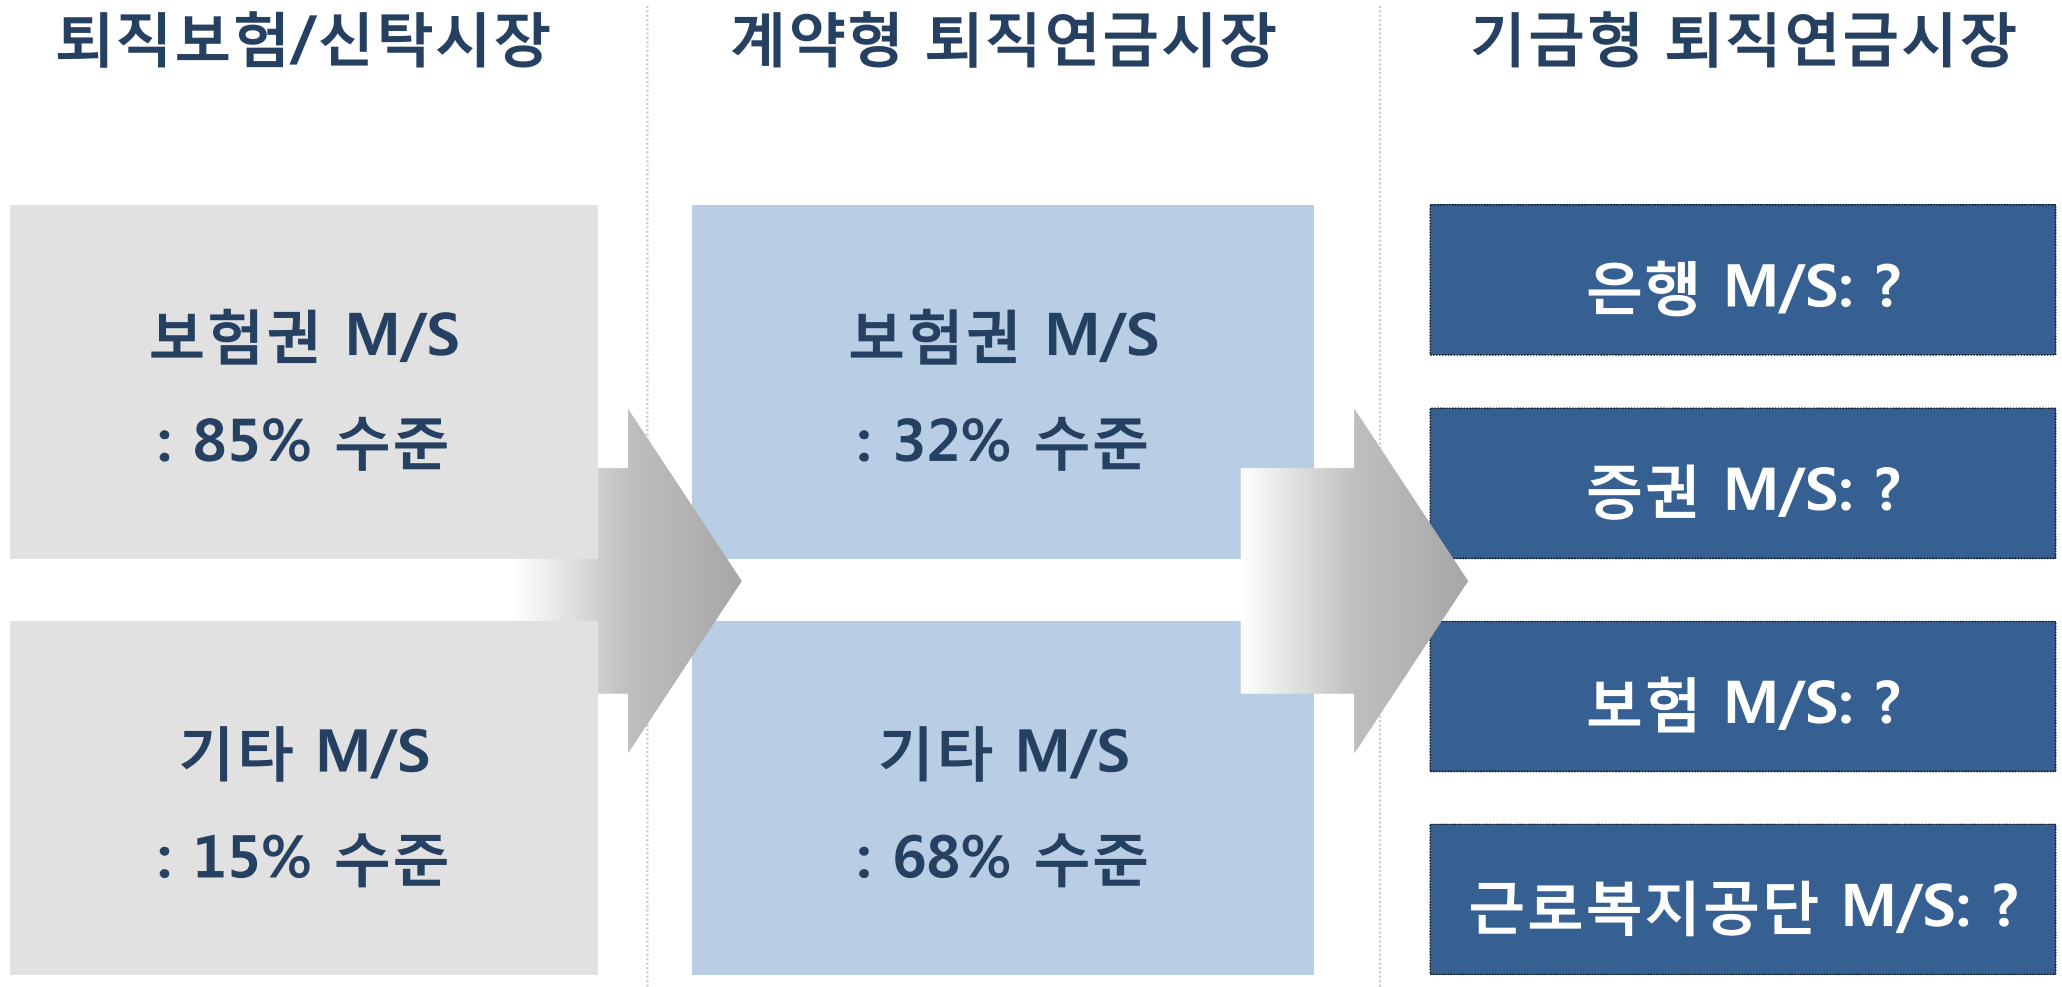 퇴직보험/신탁시장
보험권 M/S
: 85% 수준
기타 M/S
: 15% 수준
계약형 퇴직연금시장
보험권 M/S
: 32% 수준
기타 M/S
: 68% 수준
기금형 퇴직연금시장
은행 M/S: ?
증권 M/S: ?
보험 M/S: ?
근로복지공단 M/S: ?